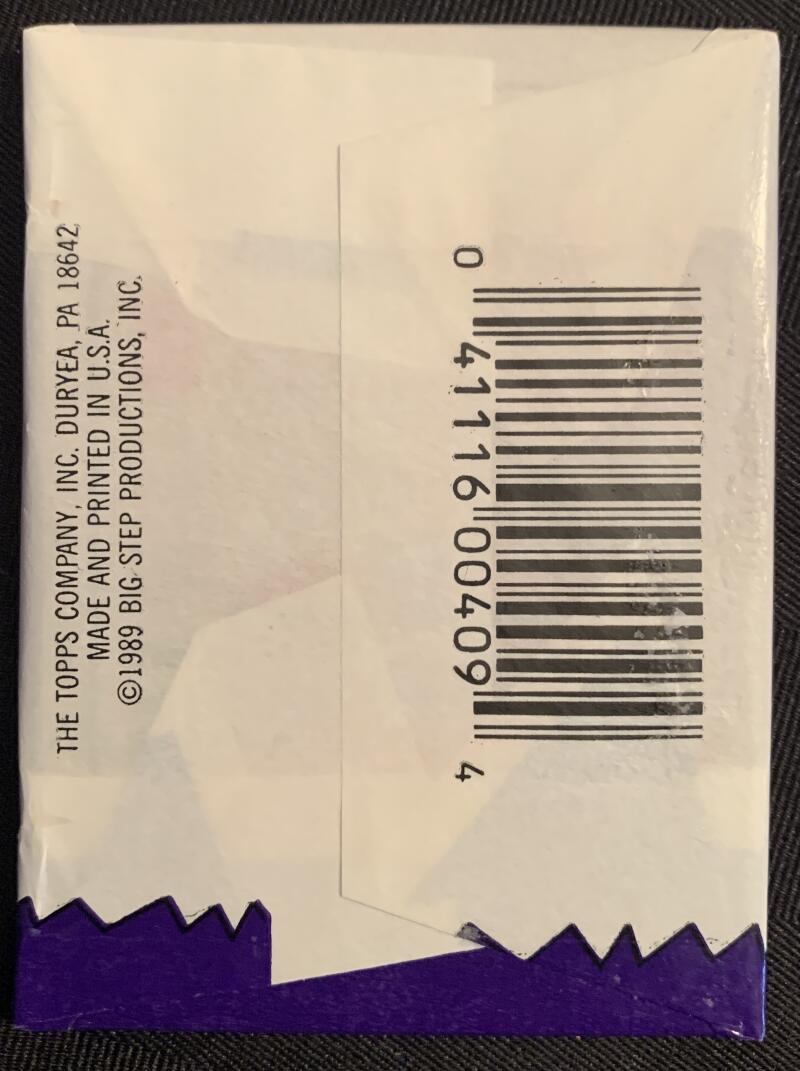 THE TOPPS COMPANY, INC. DURYEA, PA 18642
MADE AND PRINTED IN U.S.A.
©1989 BIG STEP PRODUCTIONS, INC.
0 41116 00409 4